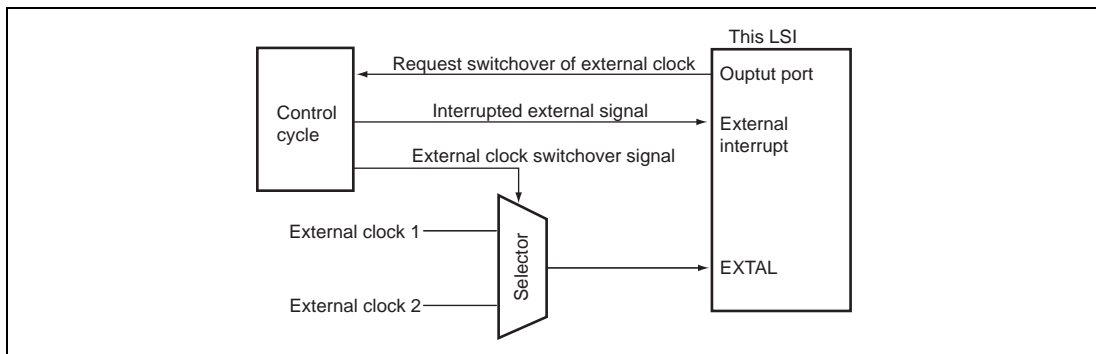 This LSI
Request switchover of external clock
Ouptut port
Control
cycle
Interrupted external signal
External
interrupt
External clock switchover signal
External clock 1
Selector
EXTAL
External clock 2